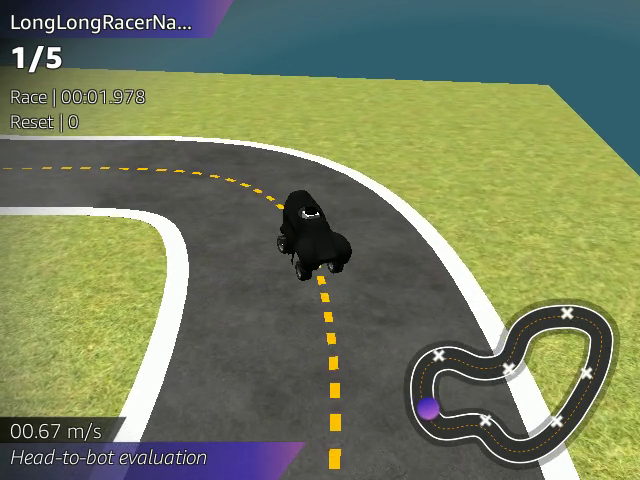 LongLongRacerNa...
1/5
Race | 00:01.978
Reset | 0
00.67 m/s
Head-to-bot evaluation